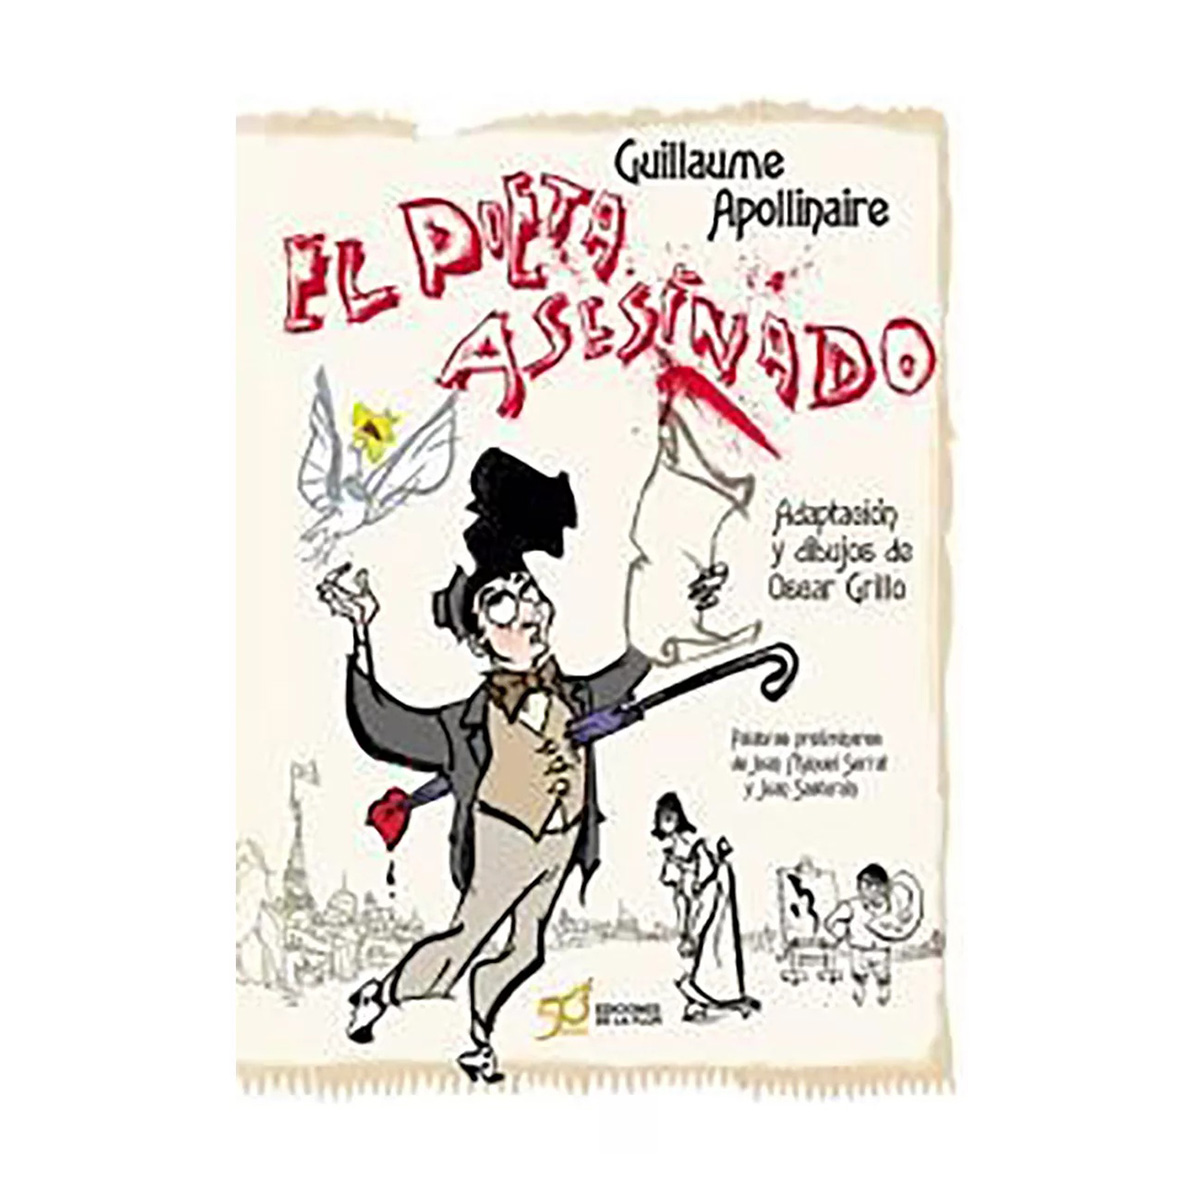 Guillaume
Apollinaire
EL POETA
ASESINADO
Adaptación
y dibujos de
Oscar Grillo
Palabras preliminares
de Joan Manuel Serrat
y Juan
50
EDICIONES
DE LA FLOR